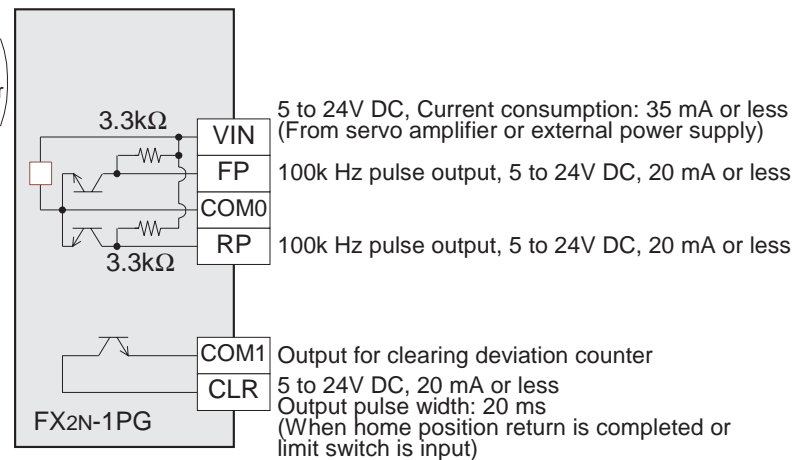 r
3.3kΩ
VIN
5 to 24V DC, Current consumption: 35 mA or less
(From servo amplifier or external power supply)
FP
100k Hz pulse output, 5 to 24V DC, 20 mA or less
COM0
RP
100k Hz pulse output, 5 to 24V DC, 20 mA or less
3.3kΩ
COM1
Output for clearing deviation counter
CLR
5 to 24V DC, 20 mA or less
Output pulse width: 20 ms
(When home position return is completed or
limit switch is input)
FX2N-1PG